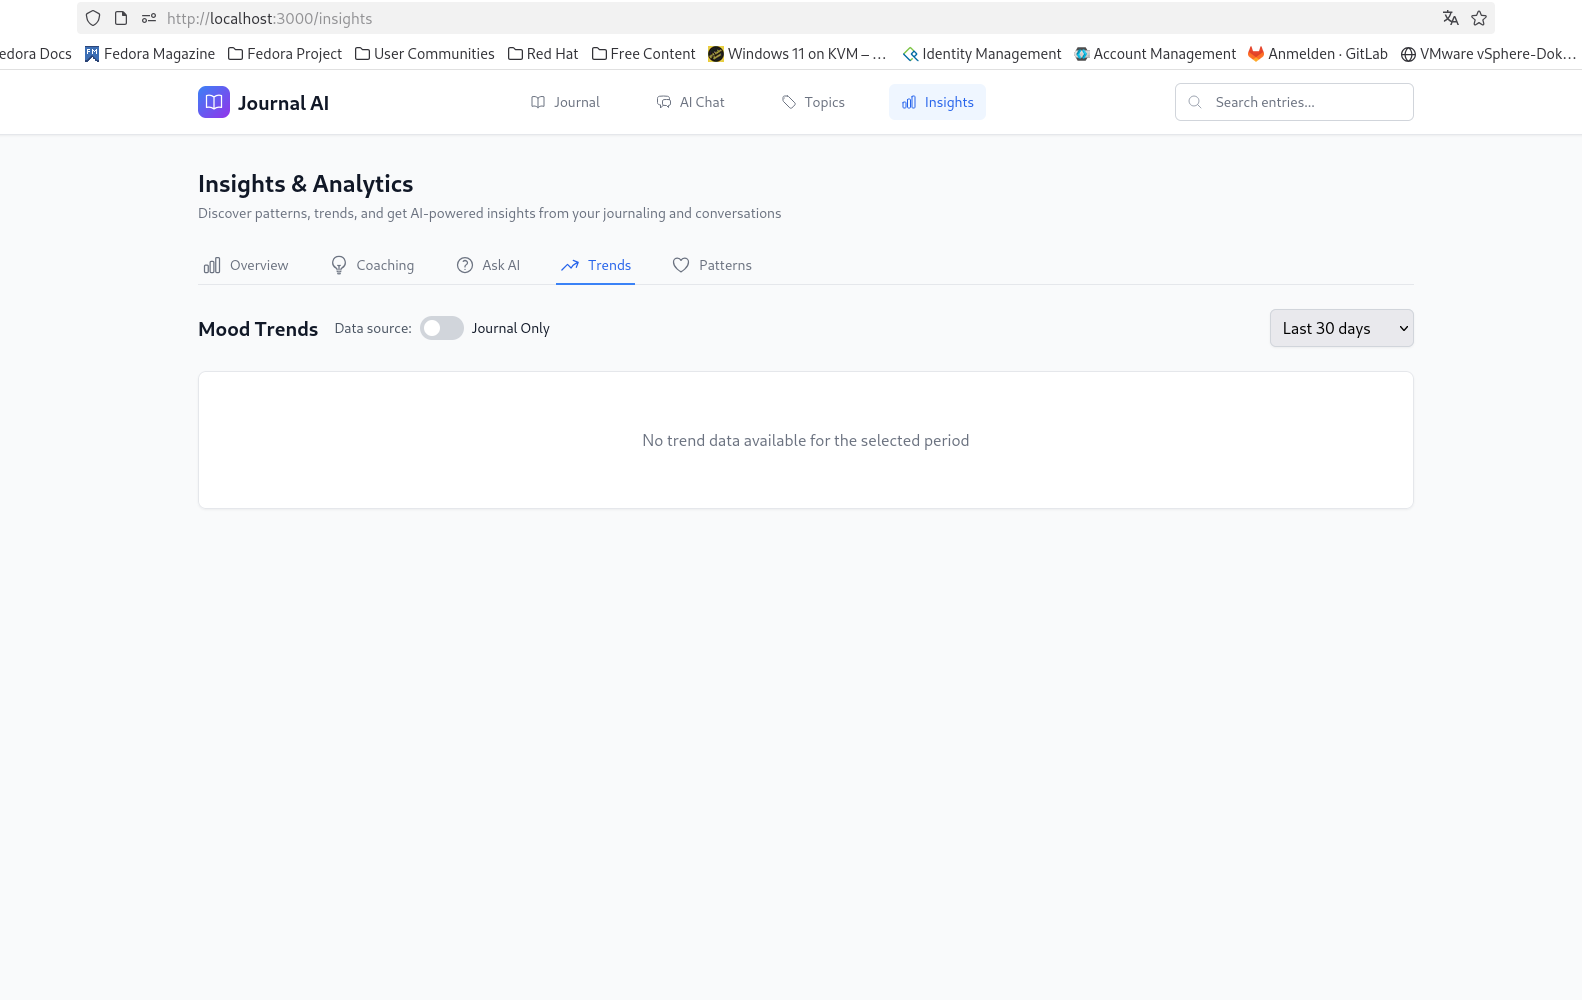 http://localhost:3000/insights
edora Docs Fedora Magazine Fedora Project User Communities Red Hat Free Content Windows 11 on KVM – … Identity Management Account Management Anmelden · GitLab VMware vSphere-Dok…
Journal AI Journal AI Chat Topics Insights Search entries...
Insights & Analytics
Discover patterns, trends, and get AI-powered insights from your journaling and conversations
Overview Coaching Ask AI Trends Patterns
Mood Trends Data source: Journal Only Last 30 days
No trend data available for the selected period